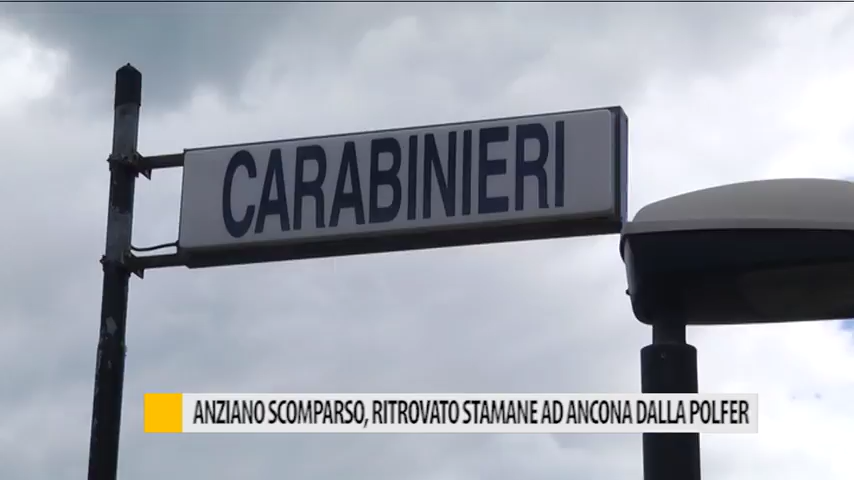 CARABINIERI
ANZIANO SCOMPARSO, RITROVATO STAMANE AD ANCONA DALLA POLFER